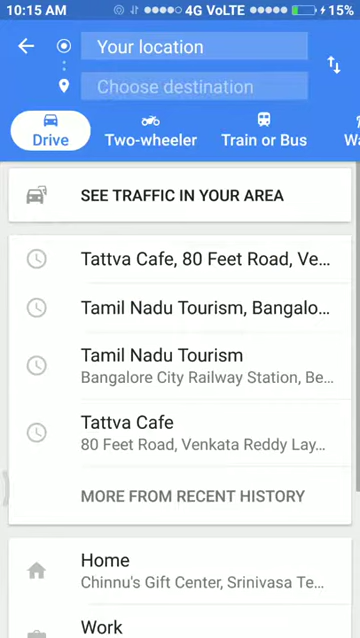 10:15 AM
4G VoLTE
15%
Your location
Choose destination
Drive
Two-wheeler
Train or Bus
Wa
SEE TRAFFIC IN YOUR AREA
Tattva Cafe, 80 Feet Road, Ve...
Tamil Nadu Tourism, Bangalo...
Tamil Nadu Tourism
Bangalore City Railway Station, Be...
Tattva Cafe
80 Feet Road, Venkata Reddy Lay...
MORE FROM RECENT HISTORY
Home
Chinnu's Gift Center, Srinivasa Te...
Work